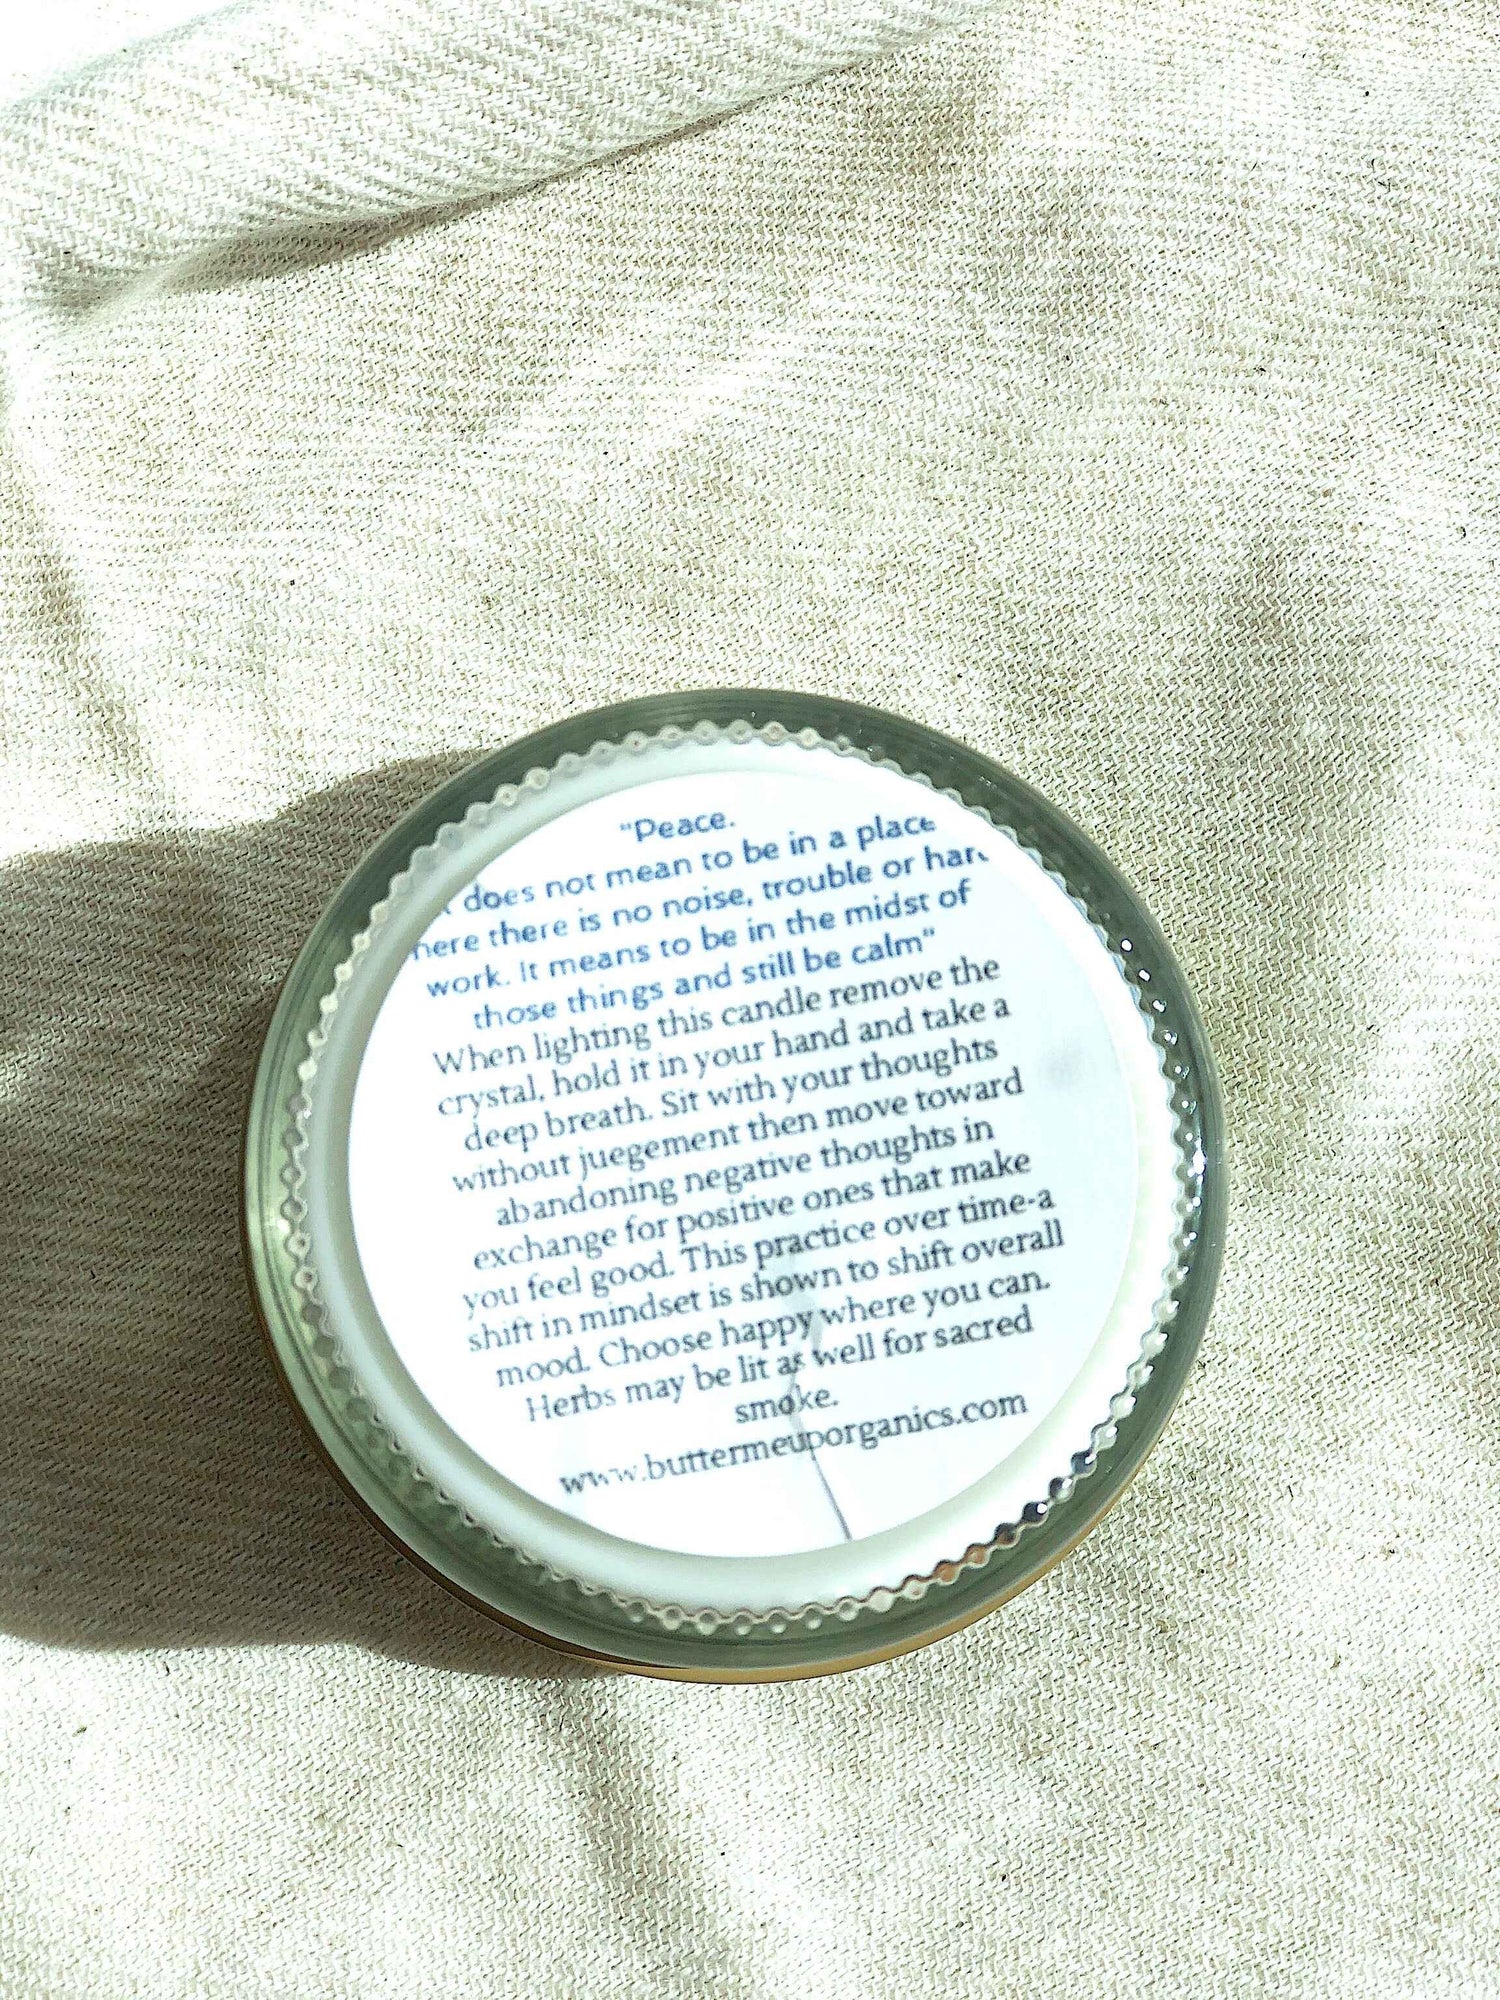 "Peace.
does not mean to be in a place
here there is no noise, trouble or har
work. It means to be in the midst of
those things and still be calm"
When lighting this candle remove the
crystal, hold it in your hand and take a
deep breath. Sit with your thoughts
without juegement then move toward
abandoning negative thoughts in
exchange for positive ones that make
you feel good. This practice over time-a
shift in mindset is shown to shift overall
mood. Choose happy where you can.
Herbs may be lit as well for sacred
smoke.
www.buttermeuporganics.com